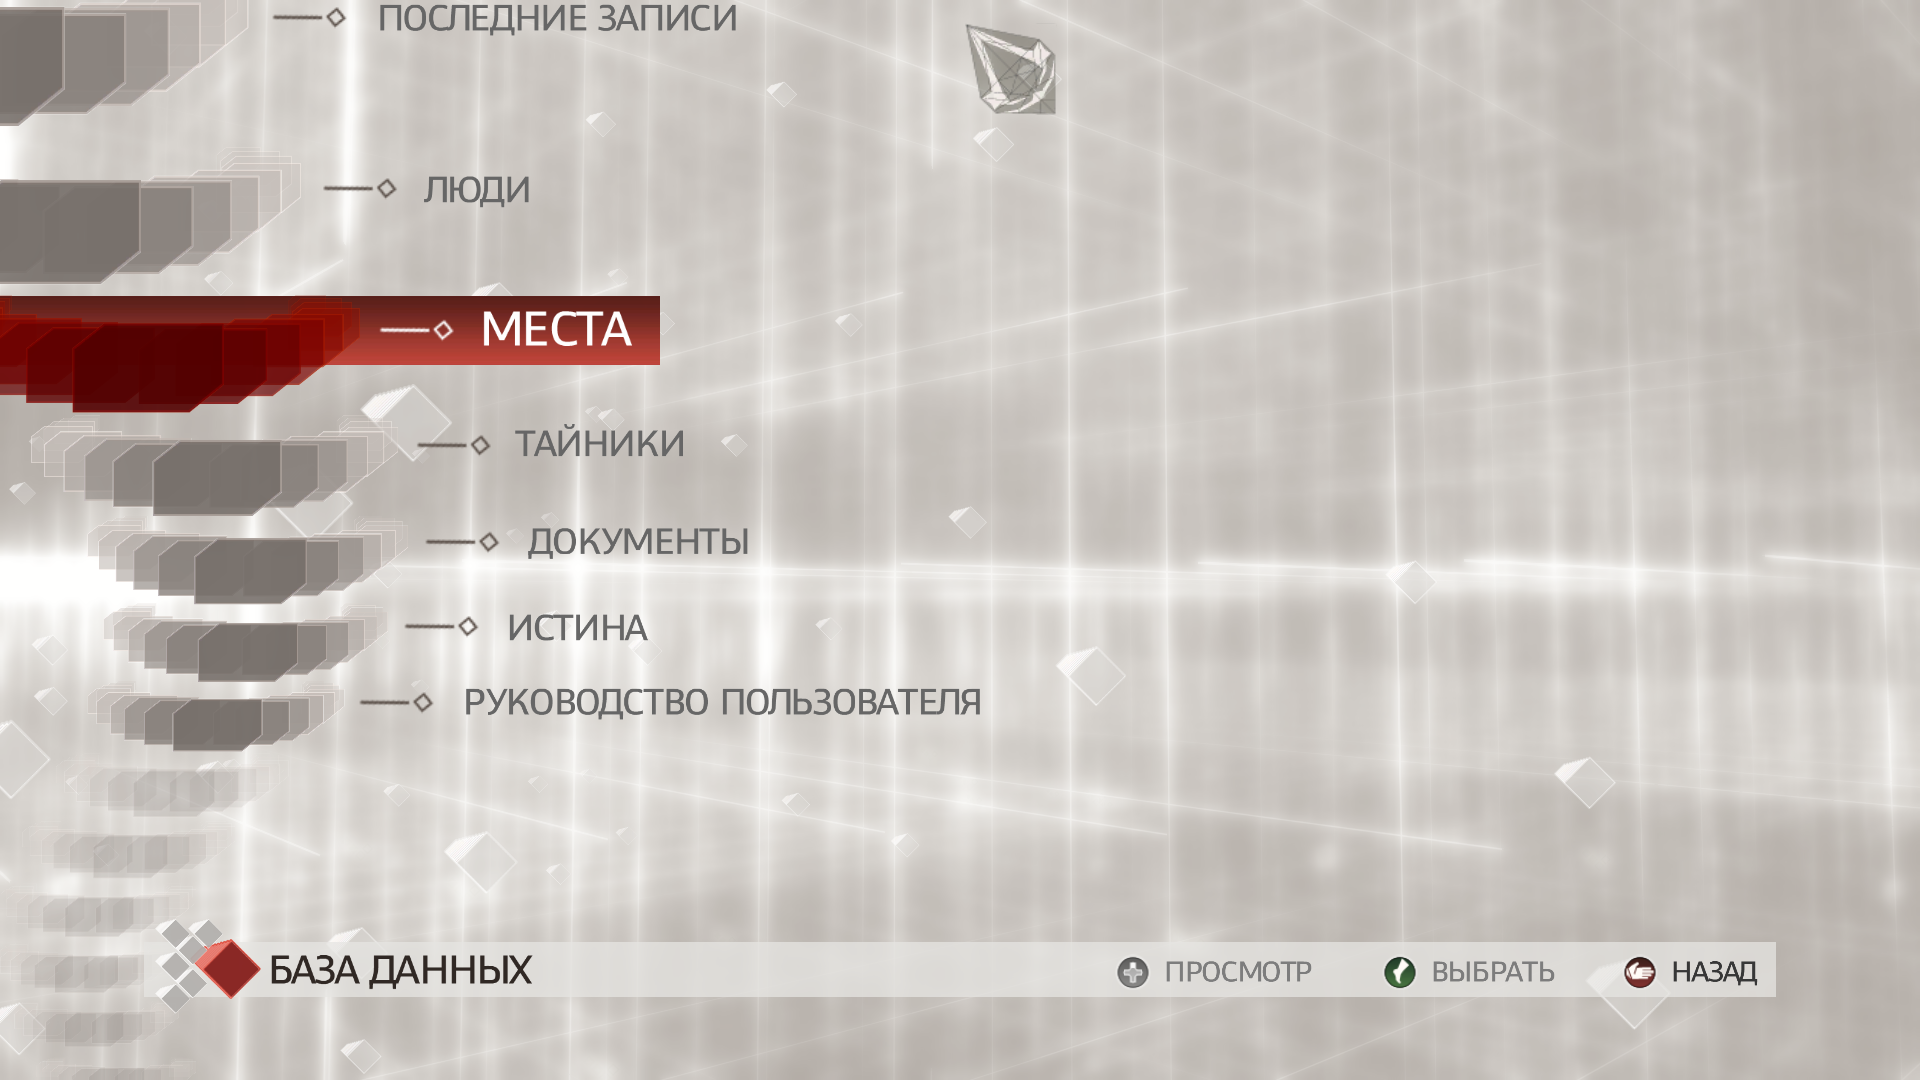 ПОСЛЕДНИЕ ЗАПИСИ
ЛЮДИ
МЕСТА
ТАЙНИКИ
ДОКУМЕНТЫ
ИСТИНА
РУКОВОДСТВО ПОЛЬЗОВАТЕЛЯ
БАЗА ДАННЫХ
ПРОСМОТР
ВЫБРАТЬ
НАЗАД